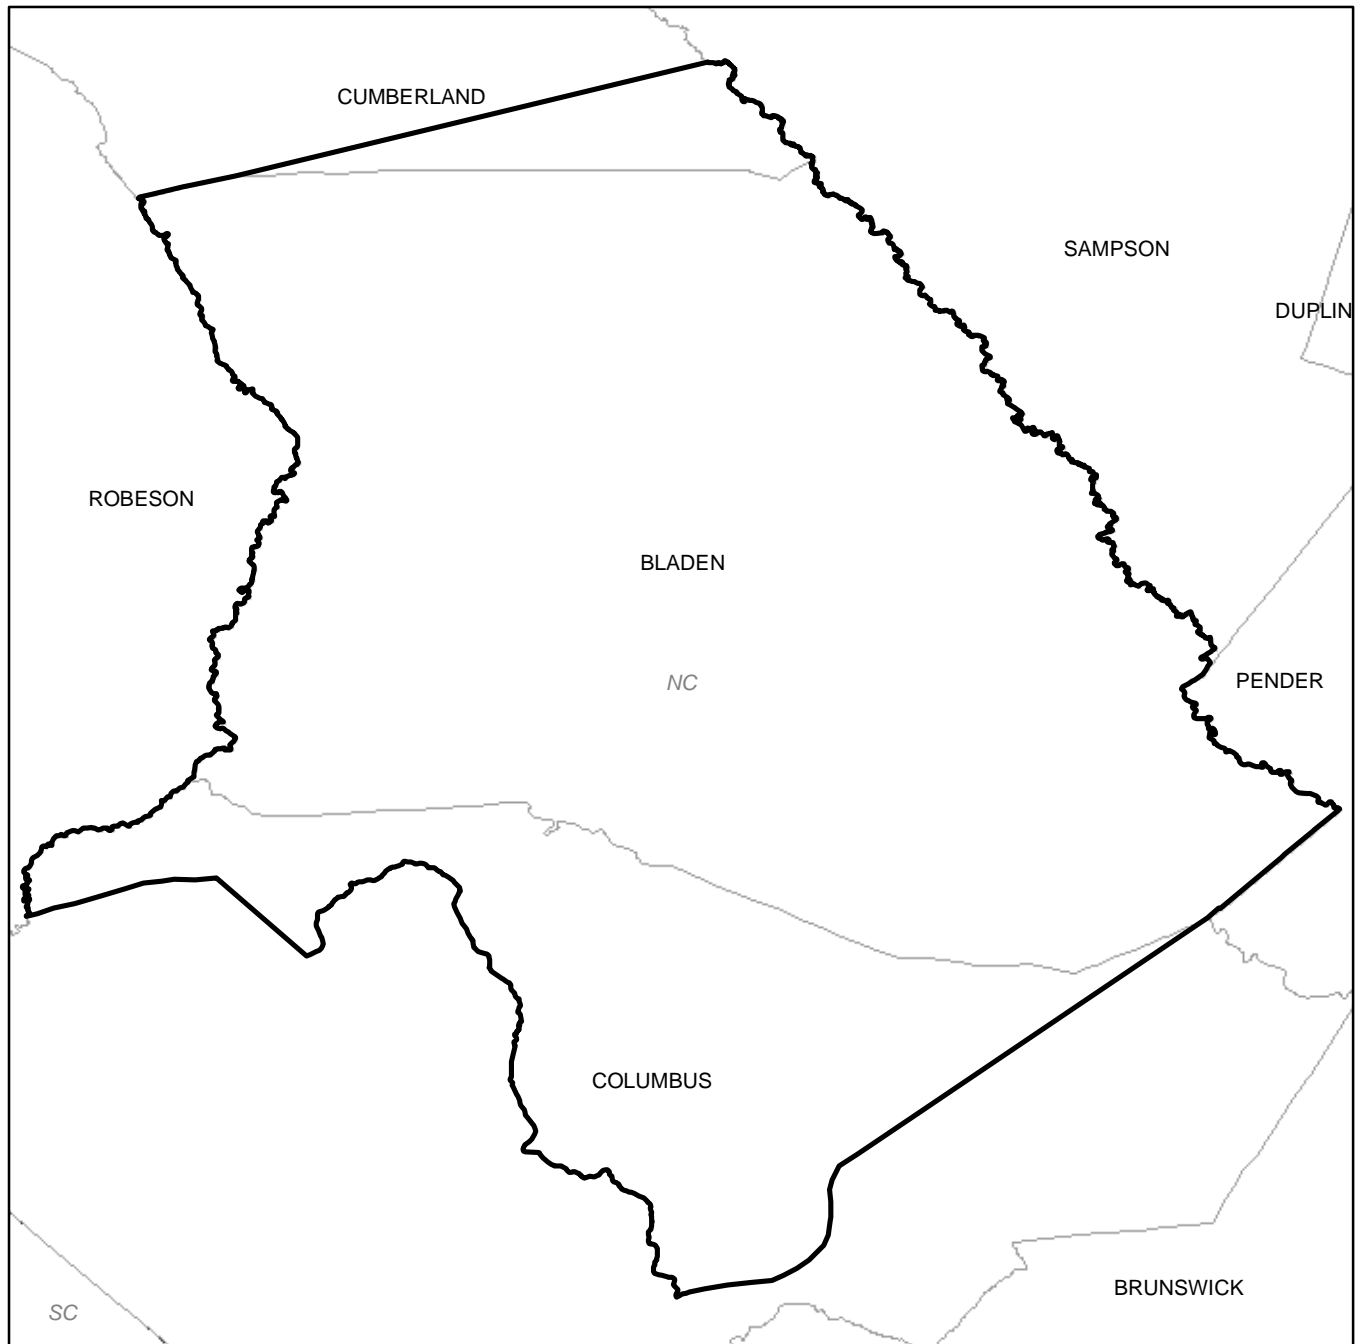 CUMBERLAND
SAMPSON
DUPLIN
ROBESON
BLADEN
NC
PENDER
COLUMBUS
BRUNSWICK
SC